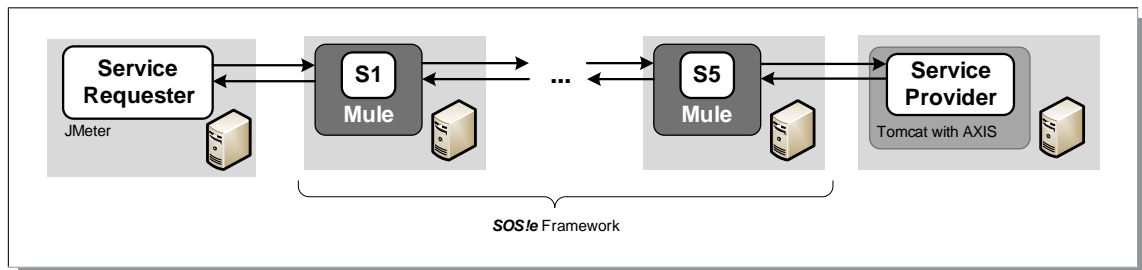 Service
Requester
JMeter
S1
Mule
...
S5
Mule
Service
Provider
Tomcat with AXIS
SOS!e Framework